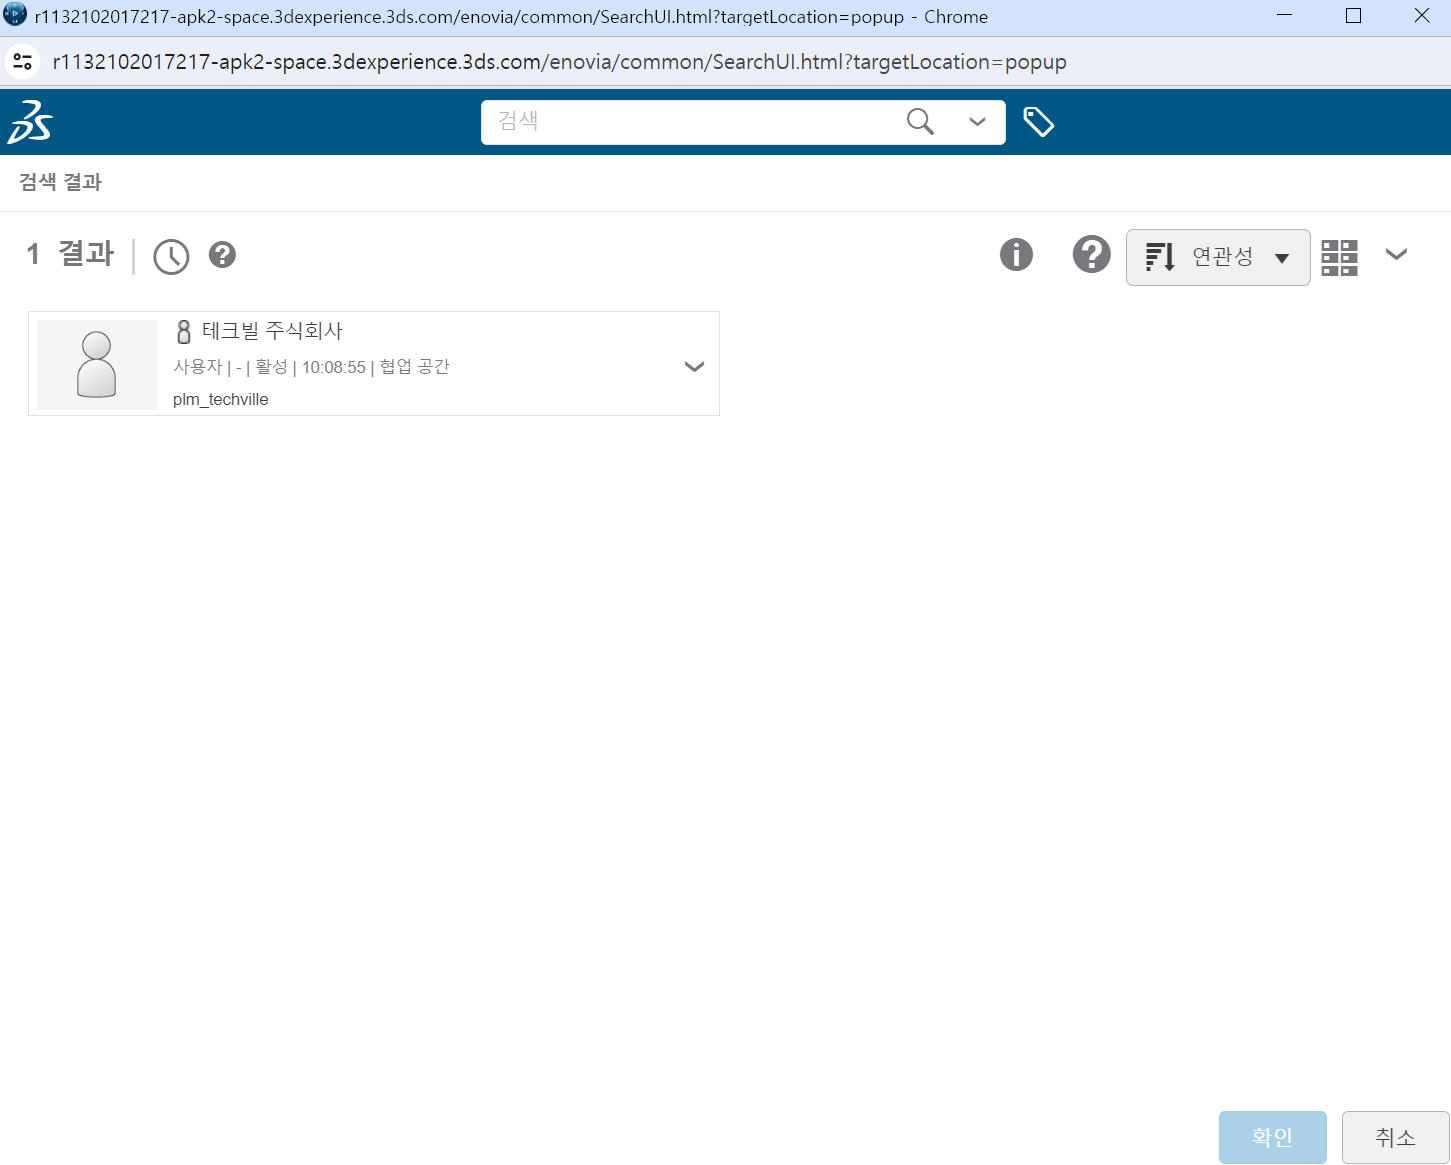 r1132102017217-apk2-space.3dexperience.3ds.com/enovia/common/SearchUI.html?targetLocation=popup - Chrome
r1132102017217-apk2-space.3dexperience.3ds.com/enovia/common/SearchUI.html?targetLocation=popup
검색
검색 결과
1 결과
연관성
테크빌 주식회사
사용자 | - | 활성 | 10:08:55 | 협업 공간
plm_techville
확인 취소